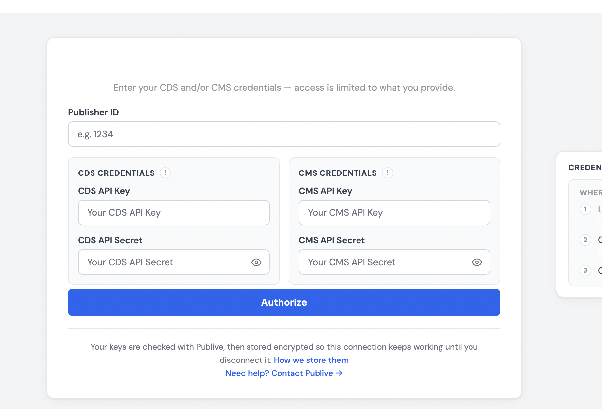 Enter your CDS and/or CMS credentials — access is limited to what you provide.
Publisher ID
e.g. 1234
CDS CREDENTIALS !
CDS API Key
Your CDS API Key
CDS API Secret
Your CDS API Secret
CMS CREDENTIALS !
CMS API Key
Your CMS API Key
CMS API Secret
Your CMS API Secret
Authorize
Your keys are checked with Publive, then stored encrypted so this connection keeps working until you
disconnect it. How we store them
Need help? Contact Publive →
CREDEN
WHER
1
2
3